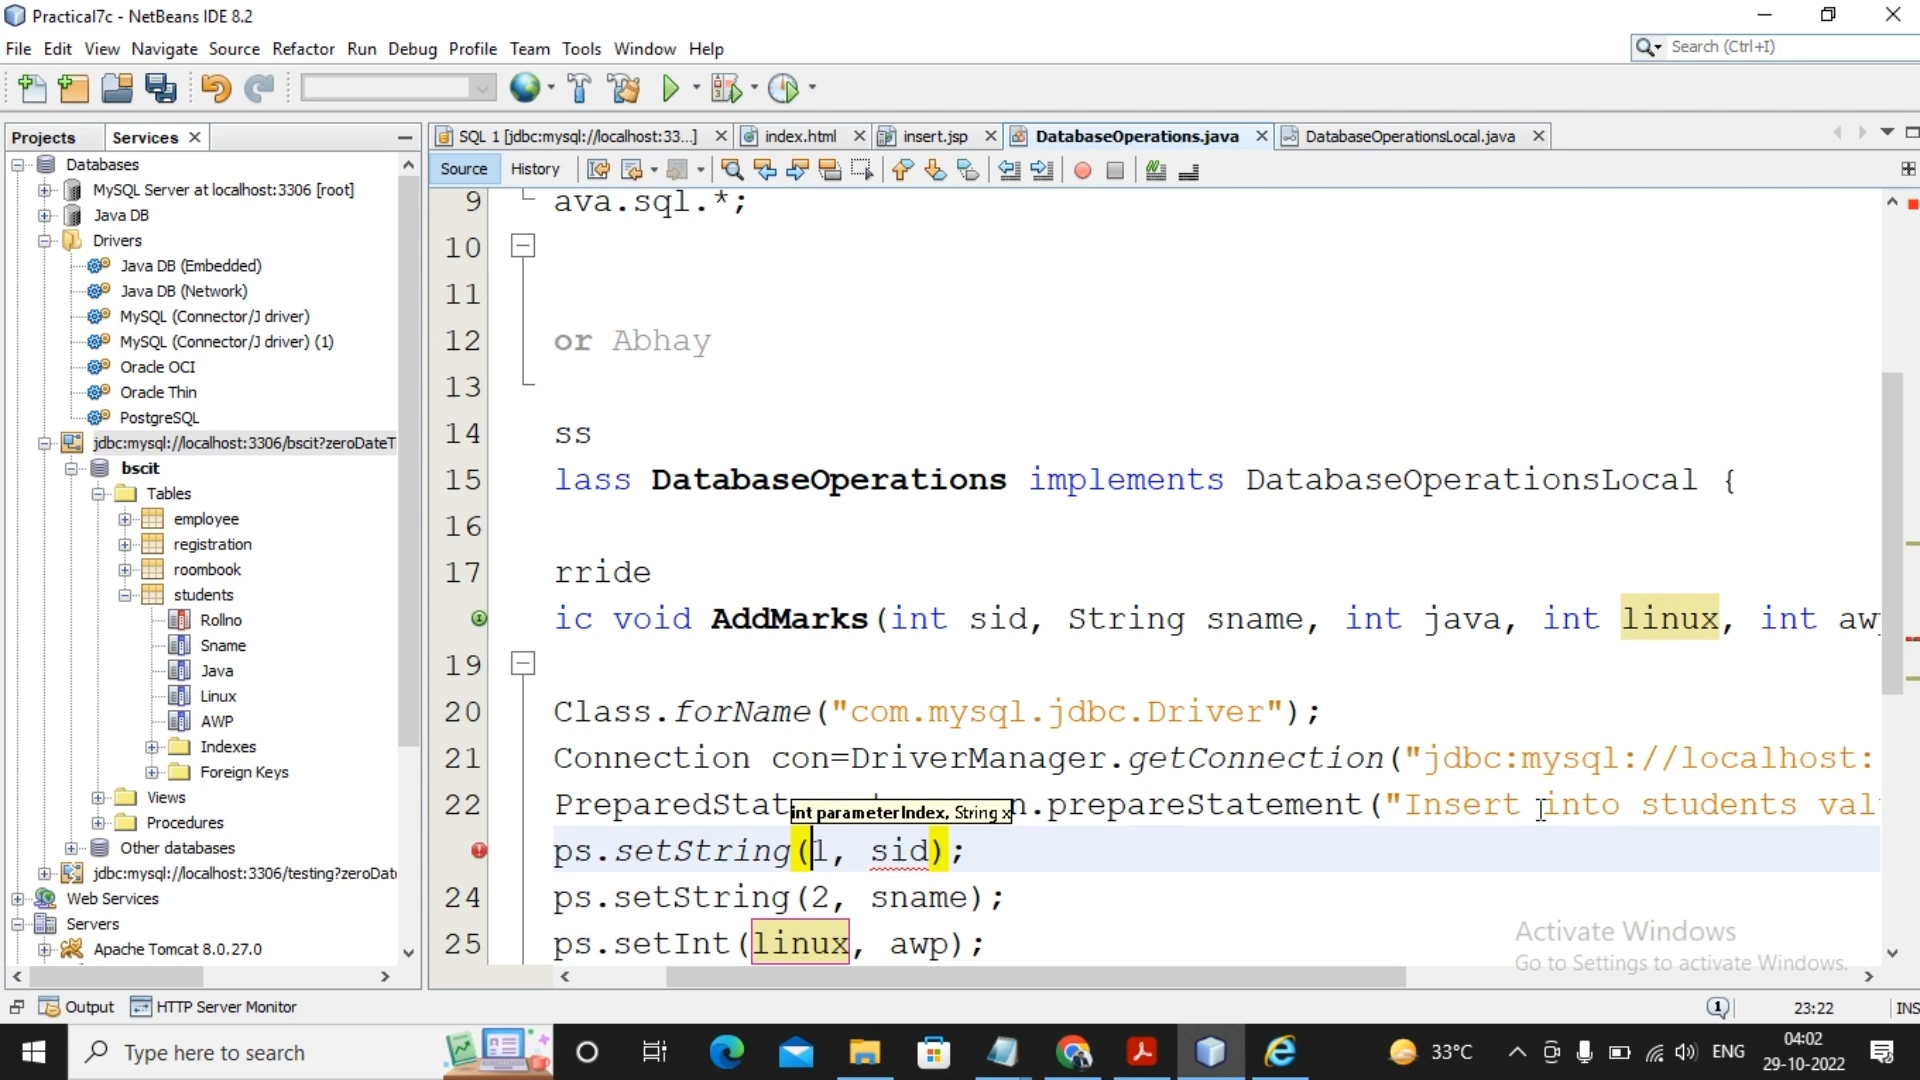 Practical7c - NetBeans IDE 8.2
File Edit View Navigate Source Refactor Run Debug Profile Team Tools Window Help
Search (Ctrl+I)
Projects Services
SQL 1 [jdbc:mysql://localhost:33...] index.html insert.jsp DatabaseOperations.java DatabaseOperationsLocal.java
Source History
Databases
MySQL Server at localhost:3306 [root]
Java DB
Drivers
Java DB (Embedded)
Java DB (Network)
MySQL (Connector/J driver)
MySQL (Connector/J driver) (1)
Oracle OCI
Oracle Thin
PostgreSQL
jdbc:mysql://localhost:3306/bscit?zeroDateT
bscit
Tables
employee
registration
roombook
students
Rollno
Sname
Java
Linux
AWP
Indexes
Foreign Keys
Views
Procedures
Other databases
jdbc:mysql://localhost:3306/testing?zeroDat
Web Services
Servers
Apache Tomcat 8.0.27.0
9 ava.sql.*;
10
11
12 or Abhay
13
14 ss
15 lass DatabaseOperations implements DatabaseOperationsLocal {
16
17 rride
ic void AddMarks(int sid, String sname, int java, int linux, int aw
19
20 Class.forName("com.mysql.jdbc.Driver");
21 Connection con=DriverManager.getConnection("jdbc:mysql://localhost:
22 PreparedStat n.prepareStatement("Insert into students val
int parameterIndex, String x
ps.setString(1, sid);
24 ps.setString(2, sname);
25 ps.setInt(linux, awp);
Activate Windows
Go to Settings to activate Windows.
Output HTTP Server Monitor
1
23:22 INS
Type here to search
33°C
ENG
04:02
29-10-2022